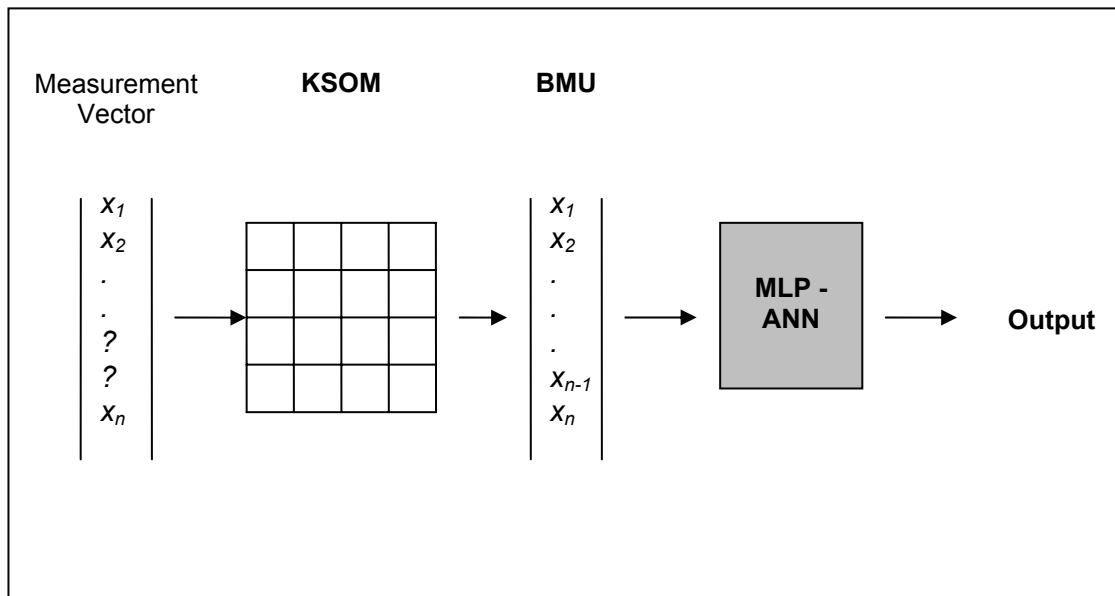 Measurement
Vector
KSOM
BMU
x1
x2
.
.
?
?
xn
x1
x2
.
.
.
xn-1
xn
MLP -
ANN
Output